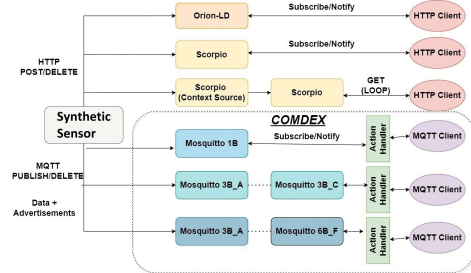 Subscribe/Notify
Orion-LD
HTTP Client
Subscribe/Notify
Scorpio
HTTP Client
HTTP
POST/DELETE
Scorpio
(Context Source)
Scorpio
GET
(LOOP)
HTTP Client
Synthetic
Sensor
COMDEX
Mosquitto 1B
Subscribe/Notify
Action
Handler
MQTT Client
MQTT
PUBLISH/DELETE
Mosquitto 3B_A
Mosquitto 3B_C
Action
Handler
MQTT Client
Data +
Advertisements
Mosquitto 3B_A
Mosquitto 6B_F
Action
Handler
MQTT Client